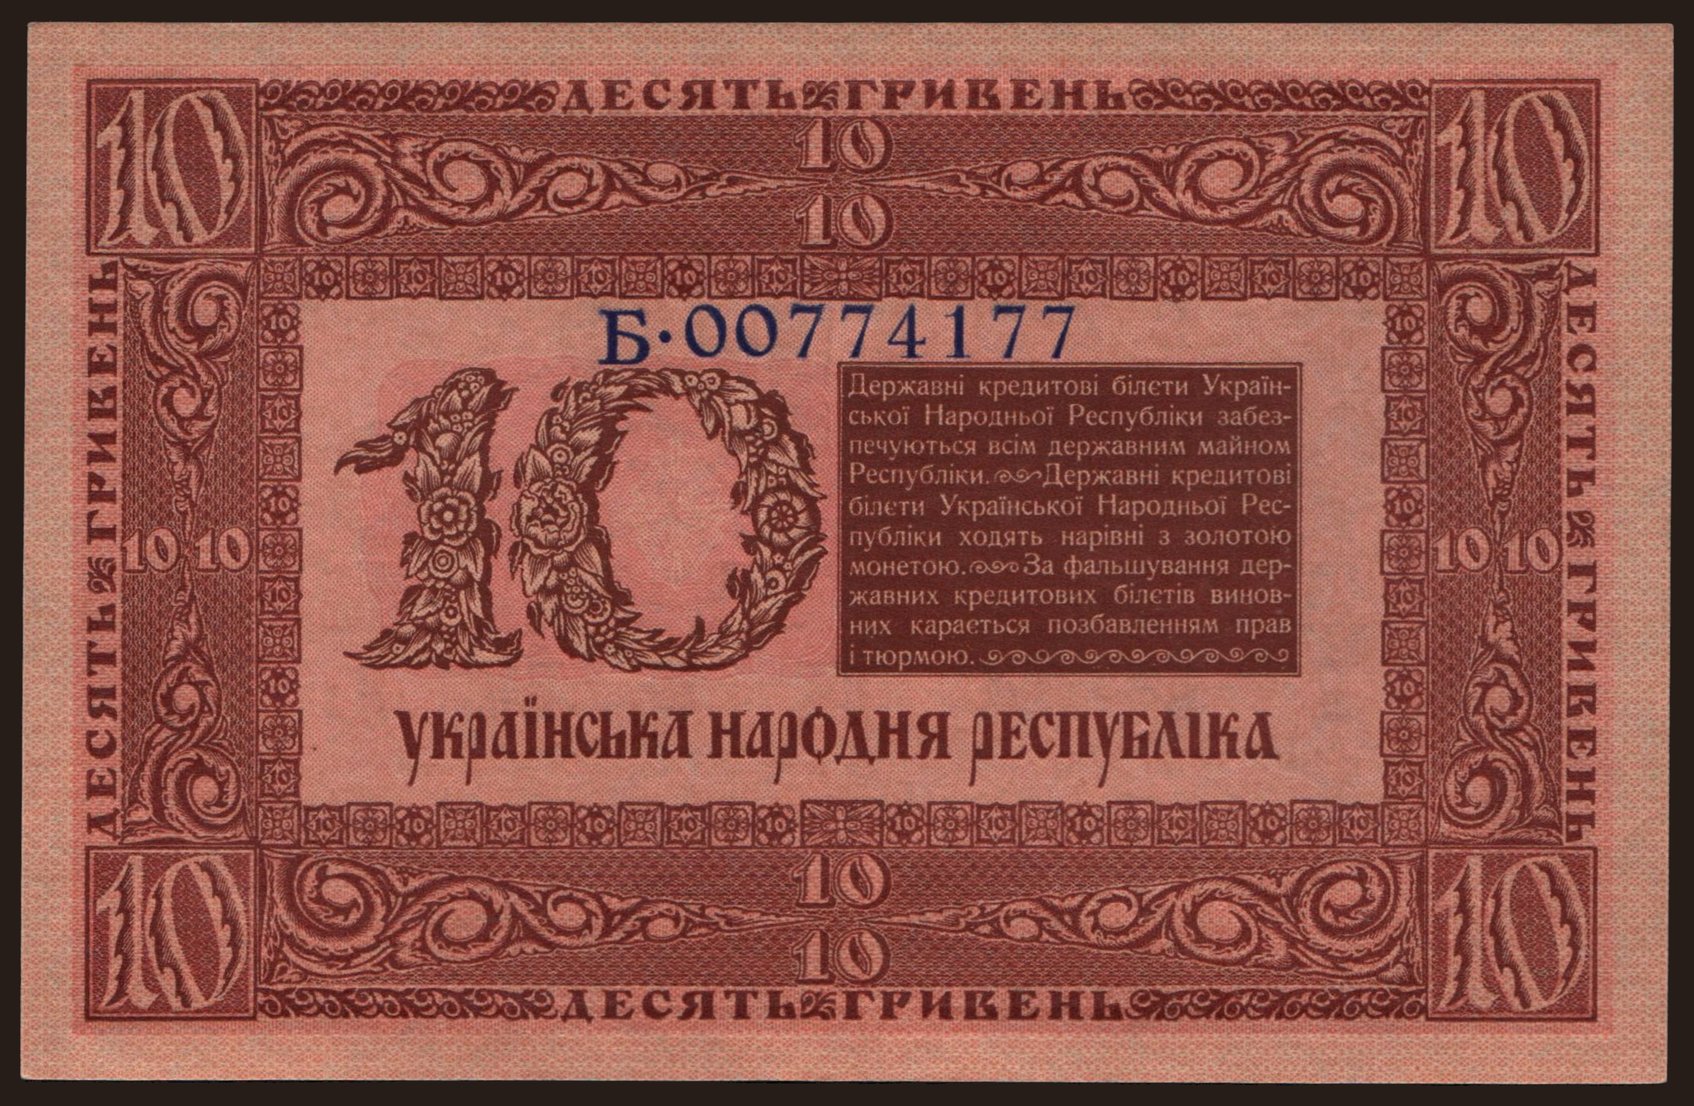 10 ДЕСЯТЬ ГРИВЕНЬ 10
10
10
ДЕСЯТЬ ГРИВЕНЬ
ДЕСЯТЬ ГРИВЕНЬ
Б·00774177
10
Державні кредитові білети Україн-
ської Народньої Республіки забез-
печуються всім державним майном
Республіки. Державні кредитові
білети Української Народньої Рес-
публіки ходять нарівні з золотою
монетою. За фальшування дер-
жавних кредитових білетів винов-
них карається позбавленням прав
і тюрмою.
10 10
10 10
УКРАЇНСЬКА НАРОДНЯ РЕСПУБЛІКА
10
10
10 ДЕСЯТЬ ГРИВЕНЬ 10